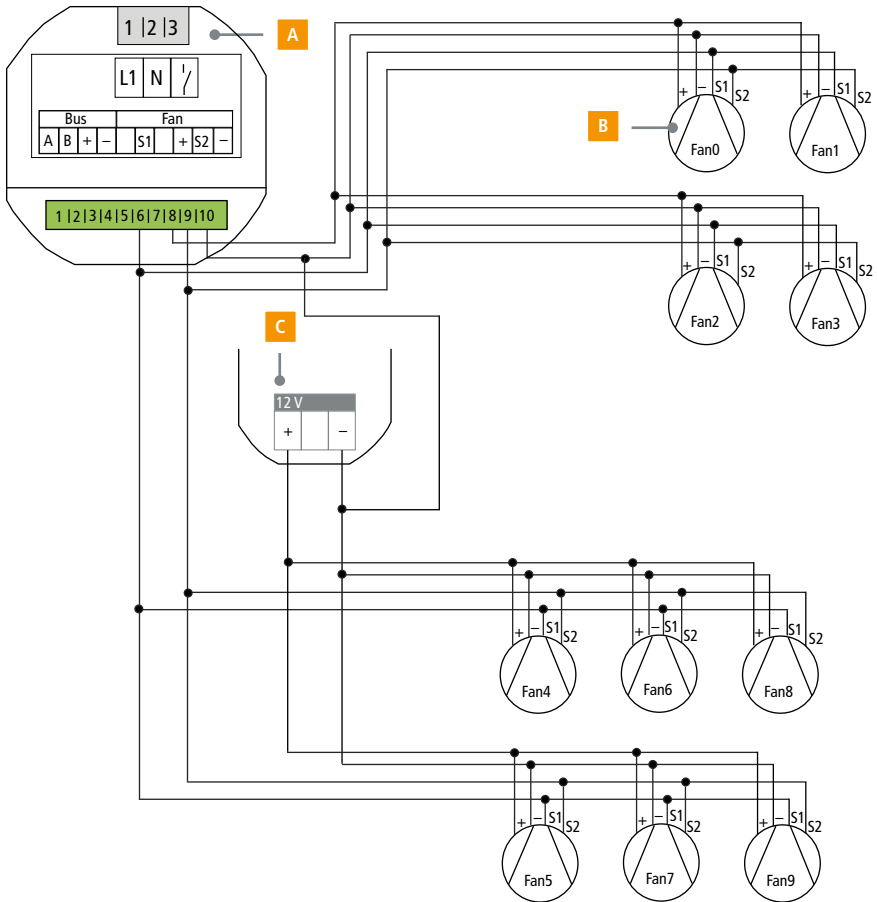 1 |2 |3
A
L1 N
Bus Fan
A B + − S1 + S2 −
1 |2|3|4|5|6|7|8|9|10
+ − S1 S2
+ − S1 S2
B
Fan0
Fan1
+ − S1 S2
+ − S1 S2
Fan2
Fan3
C
12 V
+ −
+ − S1 S2
+ − S1 S2
+ − S1 S2
Fan4
Fan6
Fan8
+ − S1 S2
+ − S1 S2
+ − S1 S2
Fan5
Fan7
Fan9